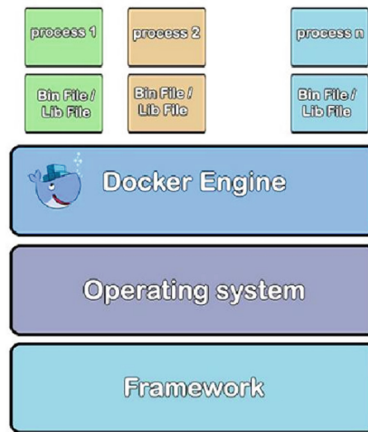 process 1
process 2
process n
Bin File /
Lib File
Bin File /
Lib File
Bin File /
Lib File
Docker Engine
Operating system
Framework